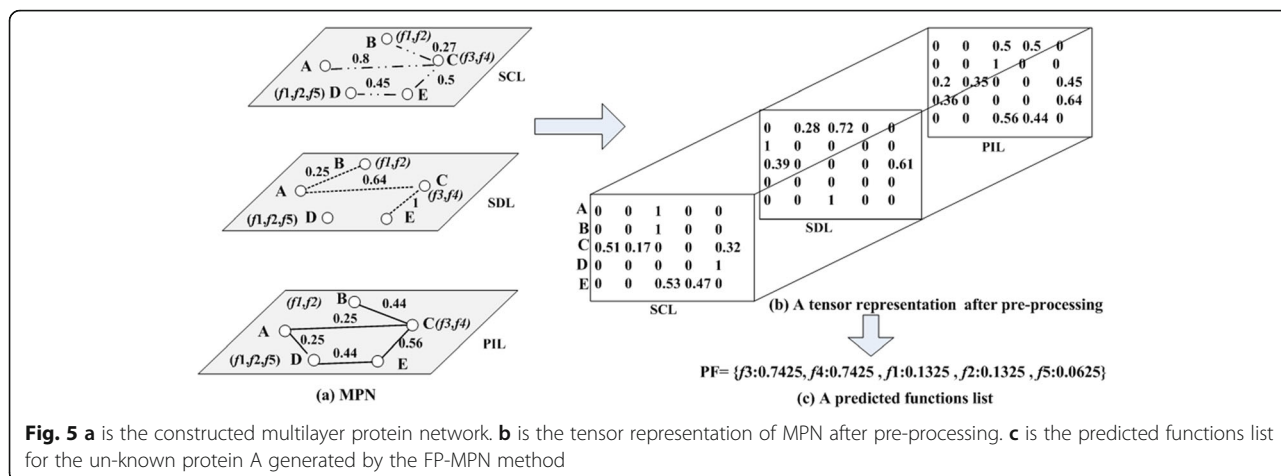 B (f1,f2)
0.27
A 0.8 C(f3,f4)
0.45 0.5
(f1,f2,f5) D E
SCL
B (f1,f2)
0.25
0.64 C
A (f3,f4)
1
(f1,f2,f5) D E
SDL
(f1,f2) B 0.44
0.25 C(f3,f4)
A
0.25 0.56
(f1,f2,f5) D 0.44 E
PIL
(a) MPN
0 0 0.5 0.5 0
0 0 1 0 0
0.2 0.35 0 0 0.45
0.36 0 0 0 0.64
0 0 0.56 0.44 0
PIL
0 0.28 0.72 0 0
1 0 0 0 0
0.39 0 0 0 0.61
0 0 0 0 0
0 0 1 0 0
SDL
A 0 0 1 0 0
B 0 0 1 0 0
C 0.51 0.17 0 0 0.32
D 0 0 0 0 1
E 0 0 0.53 0.47 0
SCL
(b) A tensor representation after pre-processing
PF= {f3:0.7425, f4:0.7425 , f1:0.1325 , f2:0.1325 , f5:0.0625}
(c) A predicted functions list
Fig. 5 a is the constructed multilayer protein network. b is the tensor representation of MPN after pre-processing. c is the predicted functions list
for the un-known protein A generated by the FP-MPN method